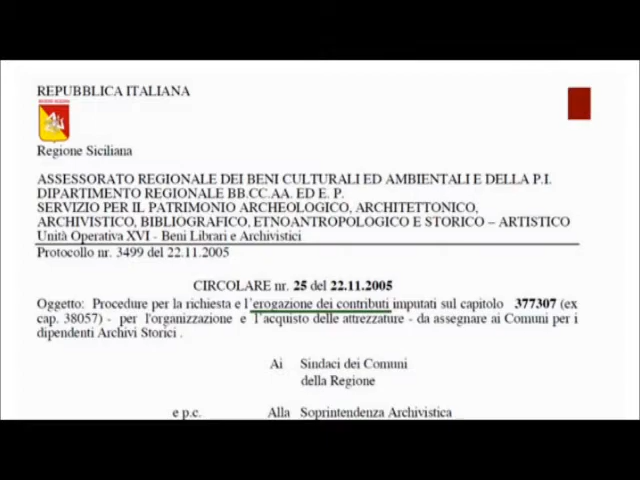 REPUBBLICA ITALIANA
Regione Siciliana
ASSESSORATO REGIONALE DEI BENI CULTURALI ED AMBIENTALI E DELLA P.I.
DIPARTIMENTO REGIONALE BB.CC.AA. ED E. P.
SERVIZIO PER IL PATRIMONIO ARCHEOLOGICO, ARCHITETTONICO,
ARCHIVISTICO, BIBLIOGRAFICO, ETNOANTROPOLOGICO E STORICO – ARTISTICO
Unità Operativa XVI - Beni Librari e Archivistici
Protocollo nr. 3499 del 22.11.2005
CIRCOLARE nr. 25 del 22.11.2005
Oggetto: Procedure per la richiesta e l'erogazione dei contributi imputati sul capitolo 377307 (ex
cap. 38057) - per l'organizzazione e l'acquisto delle attrezzature - da assegnare ai Comuni per i
dipendenti Archivi Storici .
Ai Sindaci dei Comuni
della Regione
e p.c. Alla Soprintendenza Archivistica